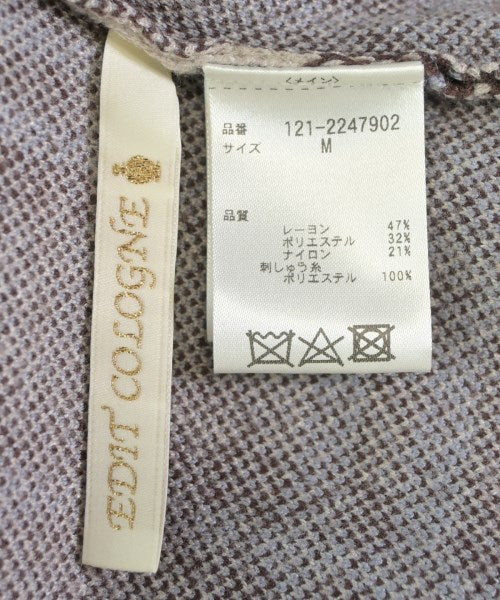 EDIT COLOGNE
<メイン>
品番 121-2247902
サイズ M
品質
レーヨン 47%
ポリエステル 32%
ナイロン 21%
刺しゅう糸
ポリエステル 100%